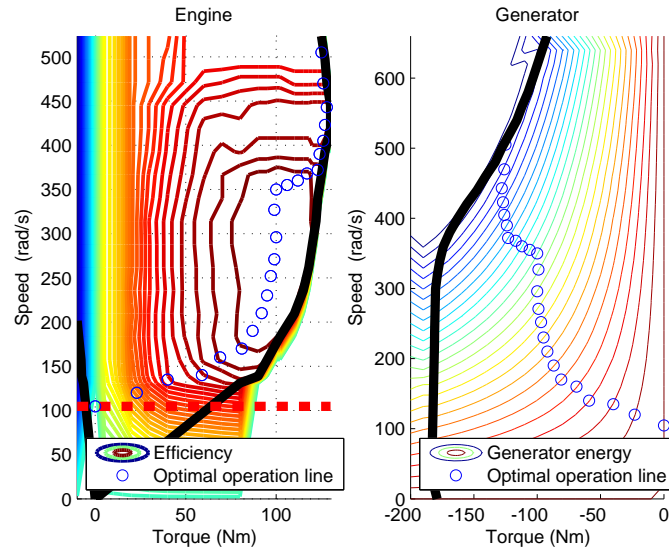 Engine
Generator
500
450
400
350
300
250
200
150
100
50
0
Speed (rad/s)
0
50
100
Torque (Nm)
Efficiency
Optimal operation line
600
500
400
300
200
100
0
Speed (rad/s)
-200
-150
-100
-50
0
Torque (Nm)
Generator energy
Optimal operation line